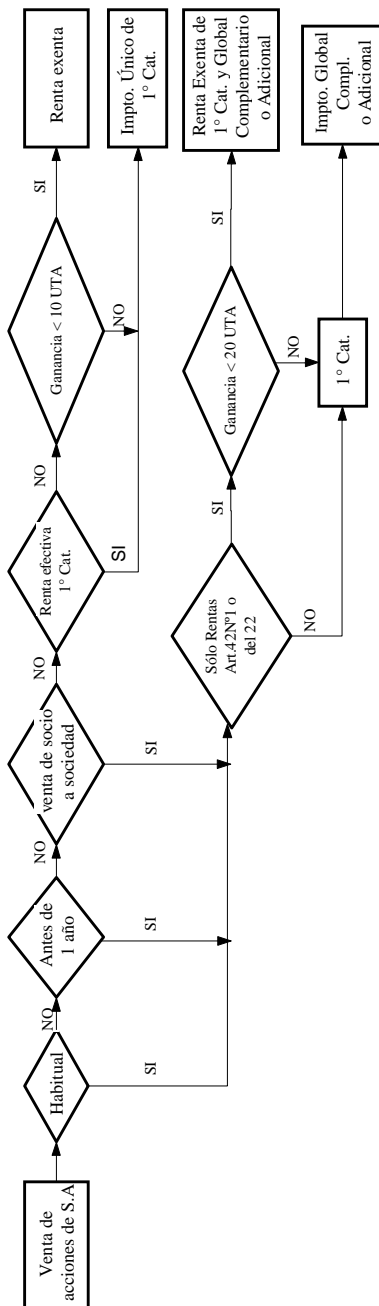 Venta de
acciones de S.A
Habitual
NO
SI
Antes de
1 año
NO
SI
venta de socio
a sociedad
NO
SI
Renta efectiva
1° Cat.
NO
SI
Ganancia < 10 UTA
SI
NO
Renta exenta
Impto. Único de
1° Cat.
Sólo Rentas
Art.42Nº1 o
del 22
SI
NO
Ganancia < 20 UTA
SI
NO
Renta Exenta de
1° Cat. y Global
Complementario
o Adicional
1° Cat.
Impto. Global
Compl.
o Adicional